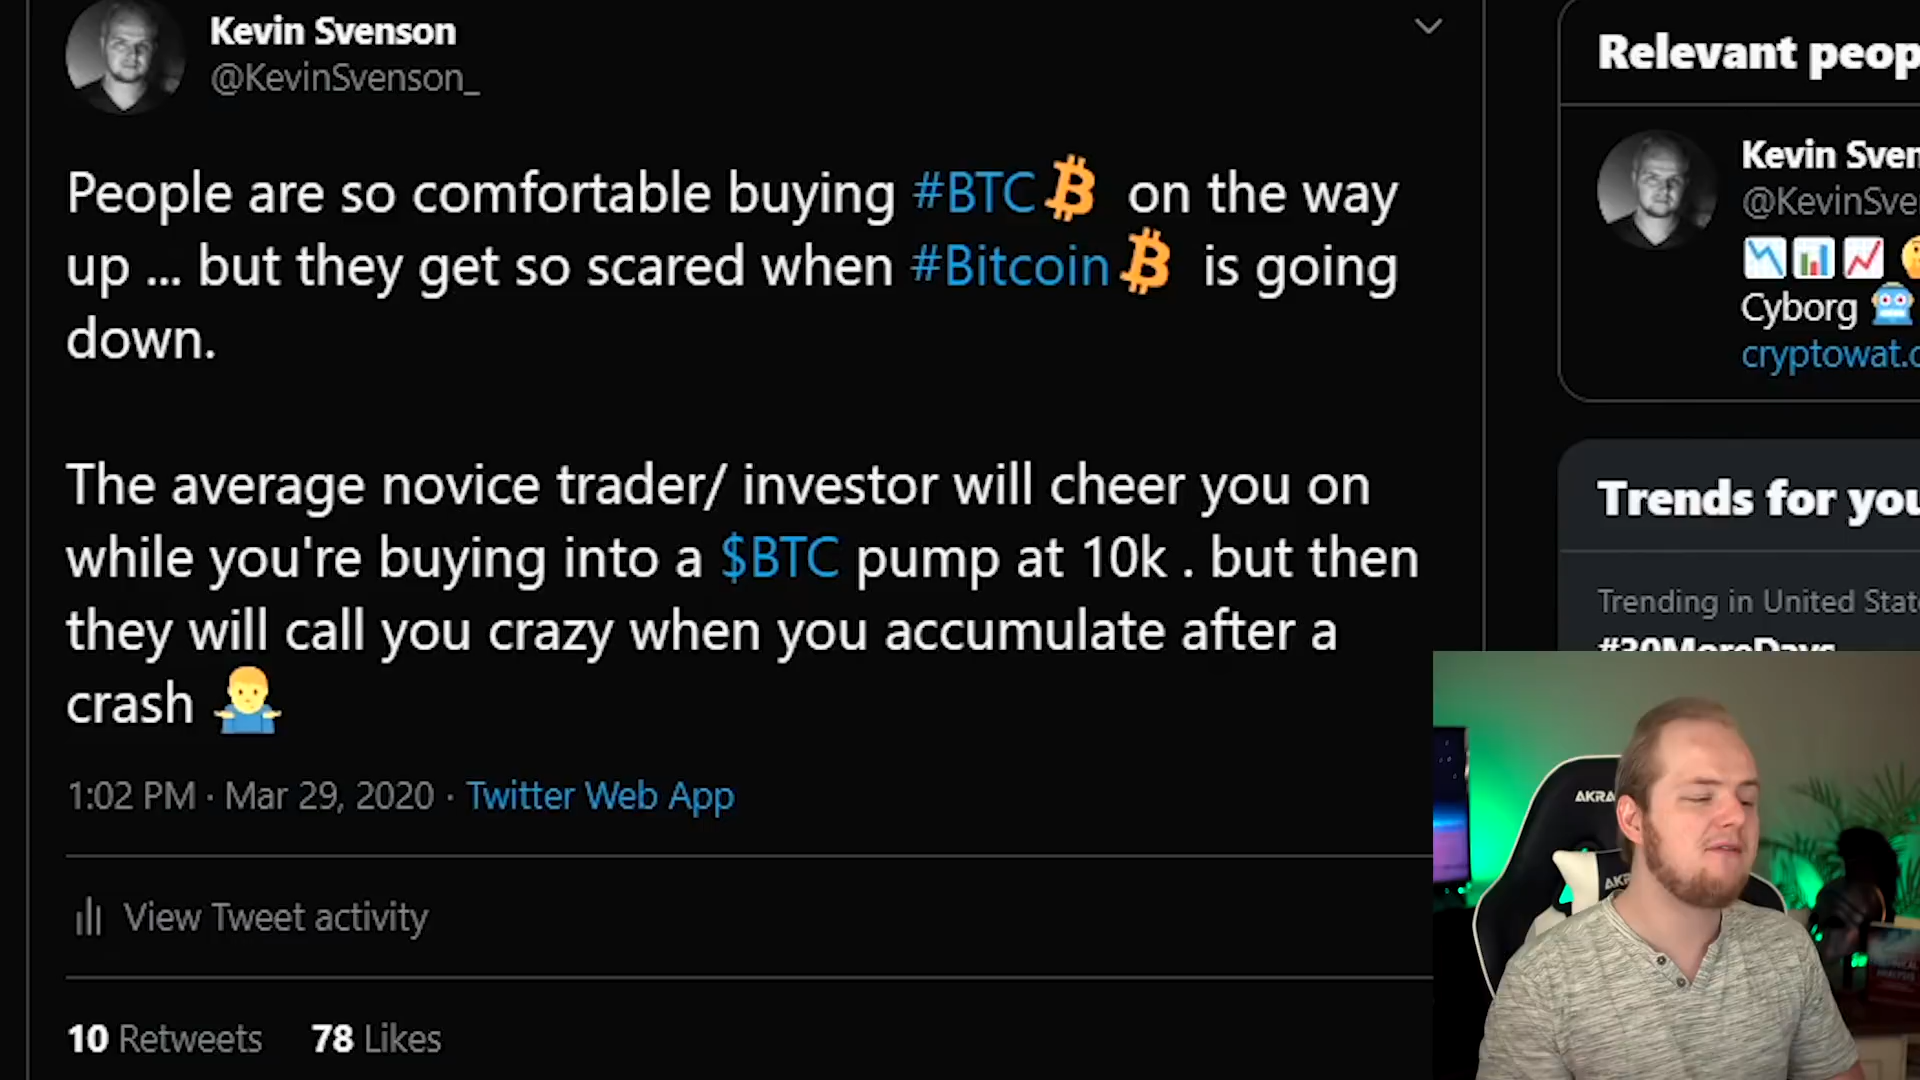 Kevin Svenson
@KevinSvenson_
People are so comfortable buying #BTC on the way
up ... but they get so scared when #Bitcoin is going
down.
The average novice trader/ investor will cheer you on
while you're buying into a $BTC pump at 10k . but then
they will call you crazy when you accumulate after a
crash 🤷‍♂️
1:02 PM · Mar 29, 2020 · Twitter Web App
View Tweet activity
10 Retweets 78 Likes
Relevant peop
Kevin Sven
@KevinSve
📉📊📈
Cyborg 🤖
cryptowat.c
Trends for you
Trending in United State
#30MoreDays
AKRA